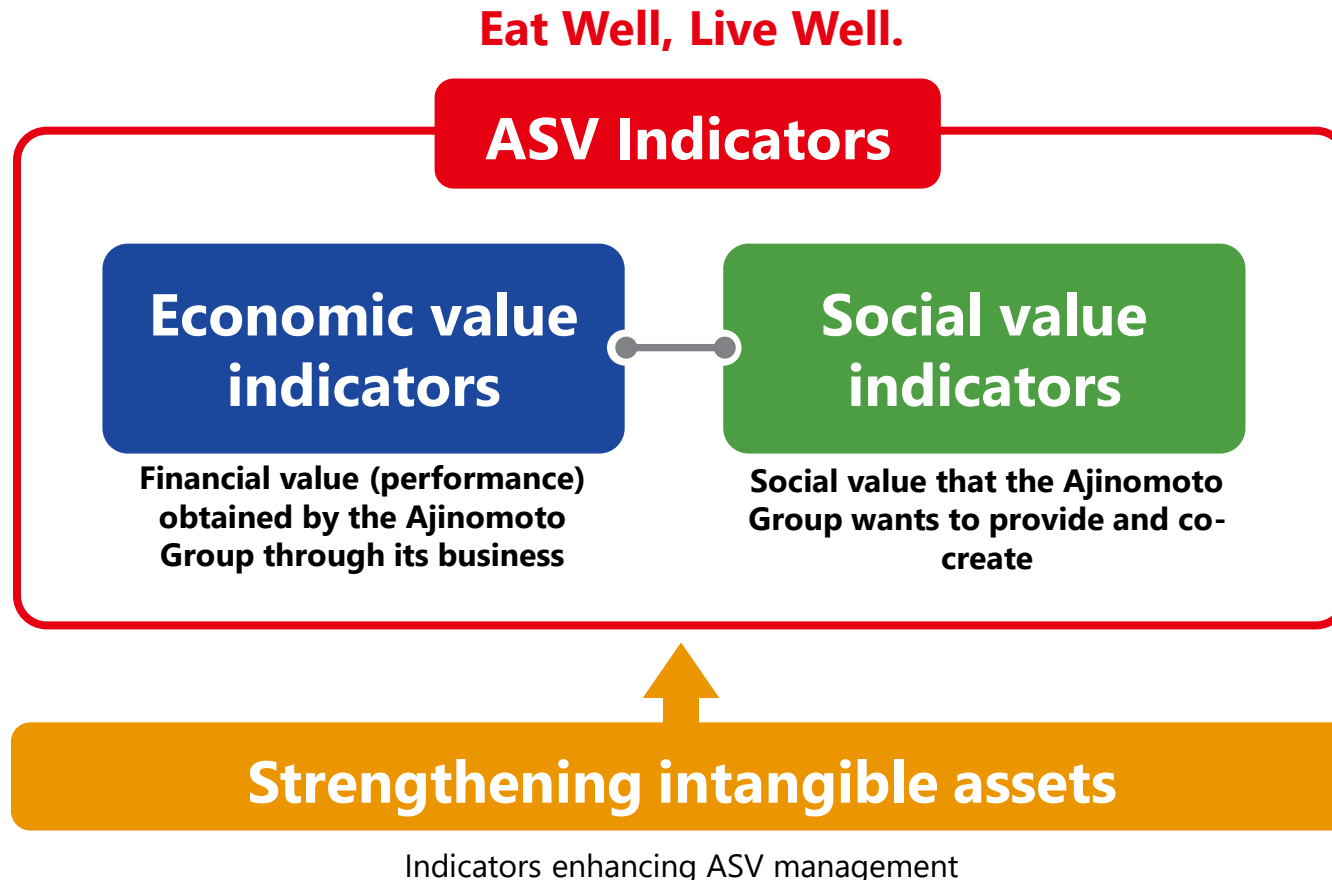 Eat Well, Live Well.
ASV Indicators
Economic value
indicators
Financial value (performance)
obtained by the Ajinomoto
Group through its business
Social value
indicators
Social value that the Ajinomoto
Group wants to provide and co-
create
Strengthening intangible assets
Indicators enhancing ASV management